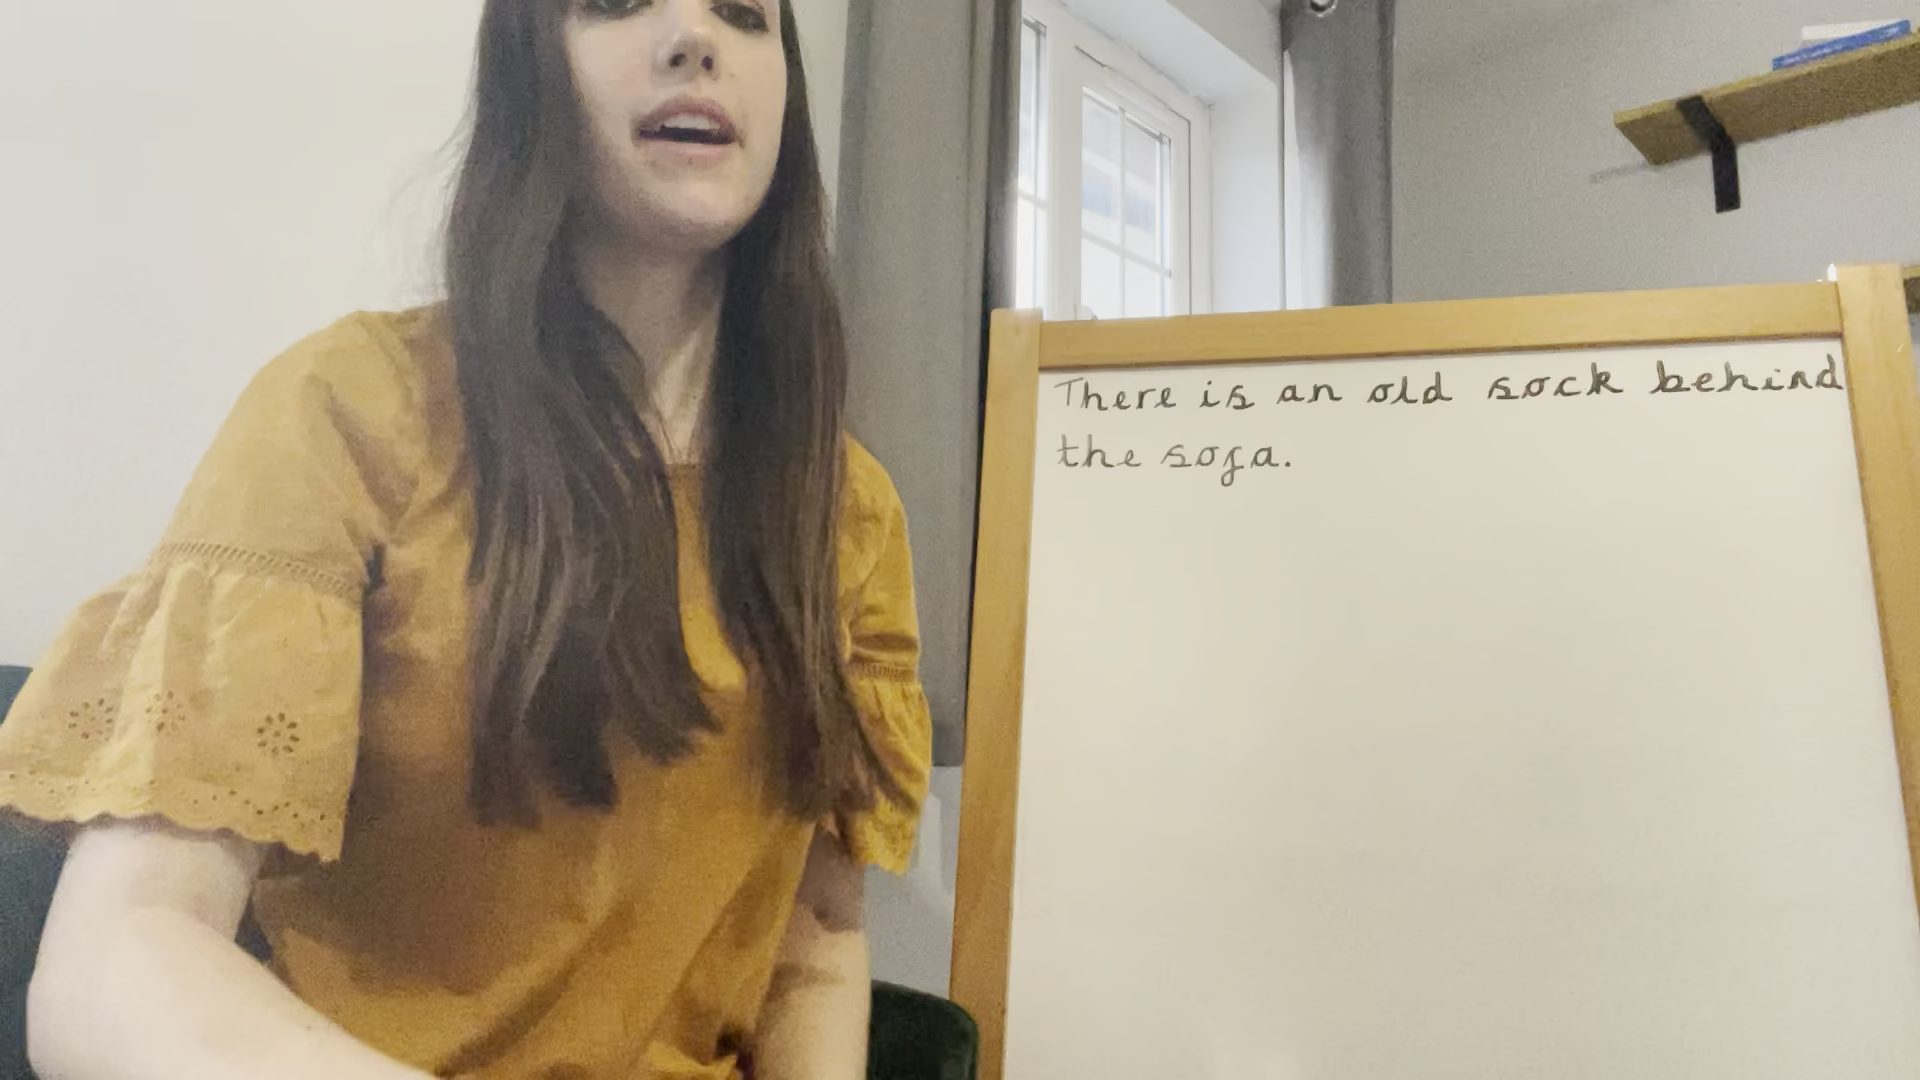 There is an old sock behind
the sofa.